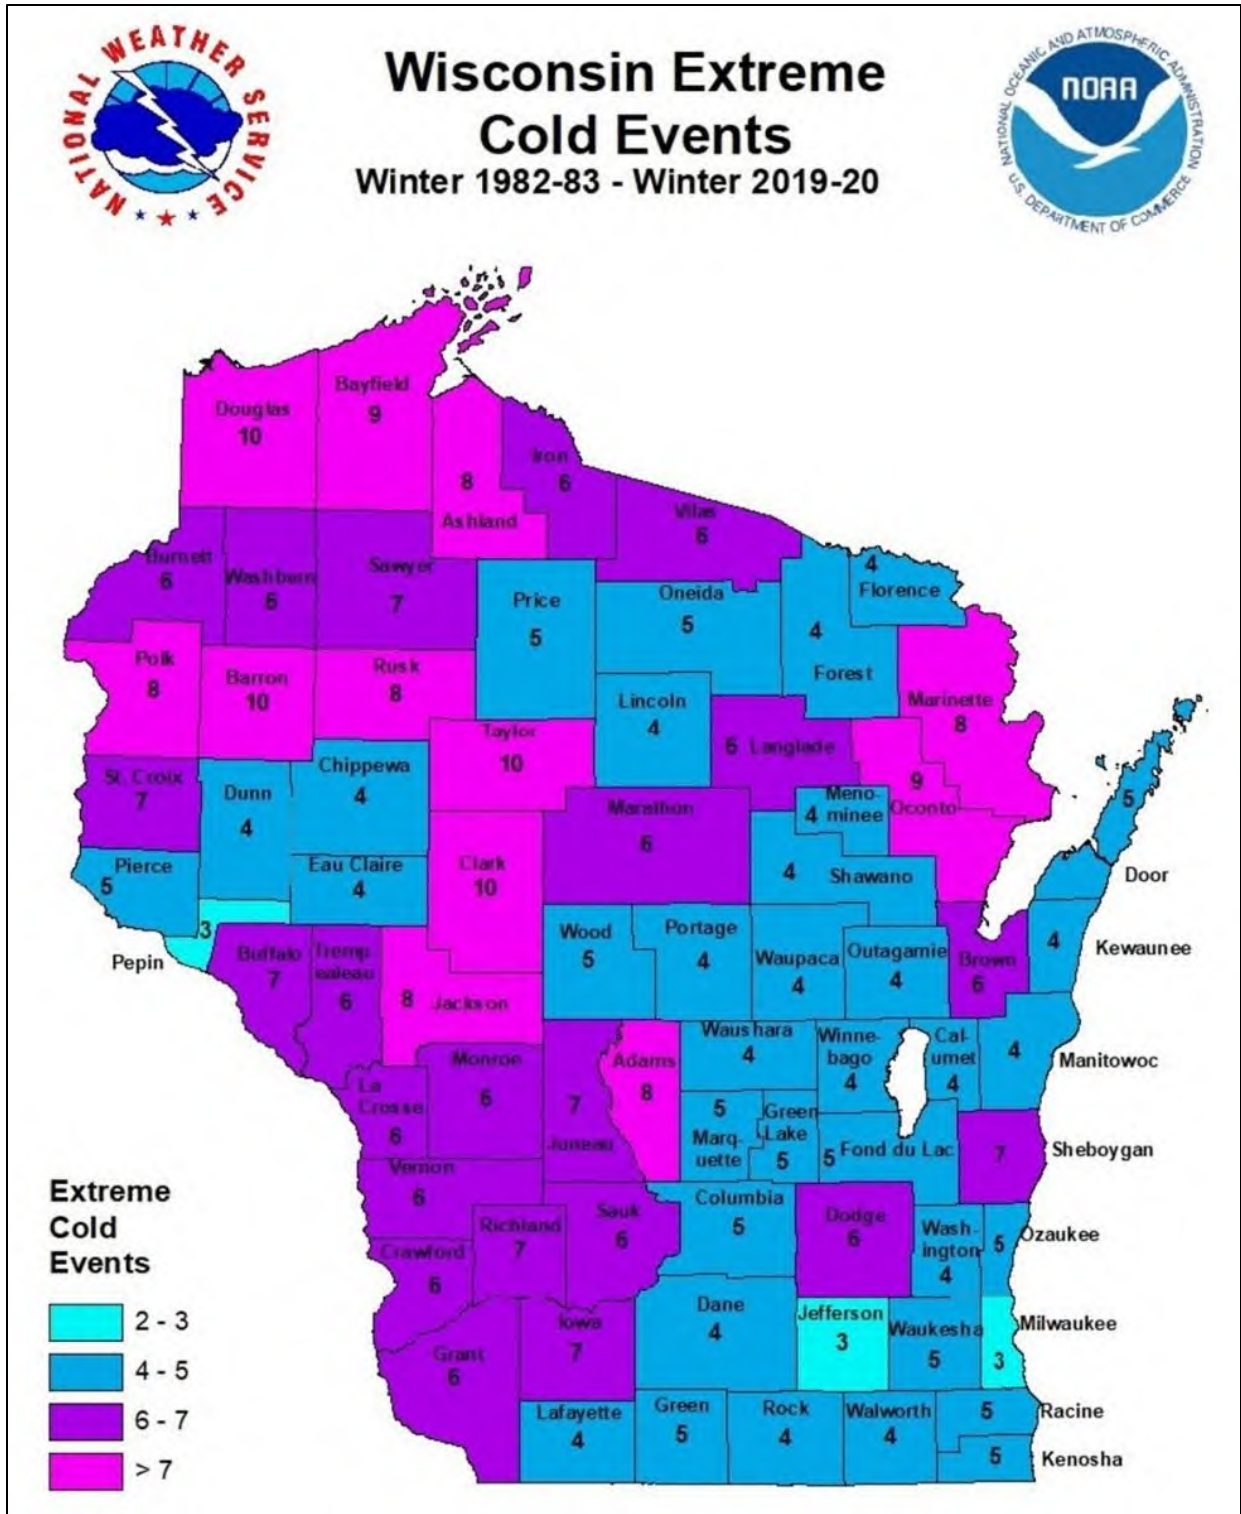 NATIONAL WEATHER SERVICE
Wisconsin Extreme
Cold Events
Winter 1982-83 - Winter 2019-20
NATIONAL OCEANIC AND ATMOSPHERIC ADMINISTRATION
NOAA
U.S. DEPARTMENT OF COMMERCE
Bayfield
9
Douglas
10
Iron
6
8
Ashland
Vilas
6
Burnett
6
Washburn
6
Sawyer
7
Price
5
Oneida
5
4
Florence
4
Forest
Polk
8
Barron
10
Rusk
8
Lincoln
4
Marinette
8
Taylor
10
6 Langlade
St. Croix
7
Dunn
4
Chippewa
4
9
Oconto
Meno-
4 minee
5
Door
Marathon
6
Pierce
5
Eau Claire
4
Clark
10
4 Shawano
3
Pepin
Buffalo
7
Tremp
ealeau
6
8 Jackson
Wood
5
Portage
4
Waupaca
4
Outagamie
4
Brown
6
4
Kewaunee
Monroe
6
La
Crosse
6
7
Juneau
Adams
8
Waushara
4
Winne-
bago
4
Cal-
umet
4
4
Manitowoc
5
Marq-
uette
Green
Lake
5
5 Fond du Lac
7
Sheboygan
Vernon
6
Richland
7
Sauk
6
Columbia
5
Dodge
6
Wash-
ington
4
5
Ozaukee
Crawford
6
Grant
6
Iowa
7
Dane
4
Jefferson
3
Waukesha
5
3
Milwaukee
Lafayette
4
Green
5
Rock
4
Walworth
4
5
Racine
5
Kenosha
Extreme
Cold
Events
2 - 3
4 - 5
6 - 7
> 7